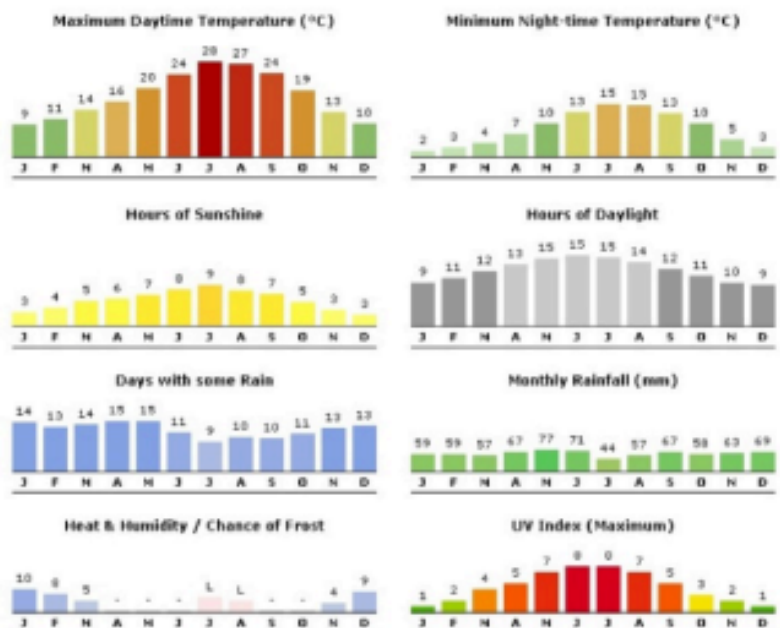 Maximum Daytime Temperature (°C)
9 11 14 16 20 24 28 27 24 19 13 10
J F M A M J J A S O N D
Minimum Night-time Temperature (°C)
2 3 4 7 10 13 15 15 13 10 5 3
J F M A M J J A S O N D
Hours of Sunshine
3 4 5 6 7 8 9 8 7 5 3 3
J F M A M J J A S O N D
Hours of Daylight
9 11 12 13 15 15 15 14 12 11 10 9
J F M A M J J A S O N D
Days with some Rain
14 13 14 15 15 11 9 10 10 11 13 13
J F M A M J J A S O N D
Monthly Rainfall (mm)
59 59 57 67 77 71 44 57 67 58 63 69
J F M A M J J A S O N D
Heat & Humidity / Chance of Frost
10 8 5 - - - L L - - 4 9
J F M A M J J A S O N D
UV Index (Maximum)
1 2 4 5 7 8 8 7 5 3 2 1
J F M A M J J A S O N D